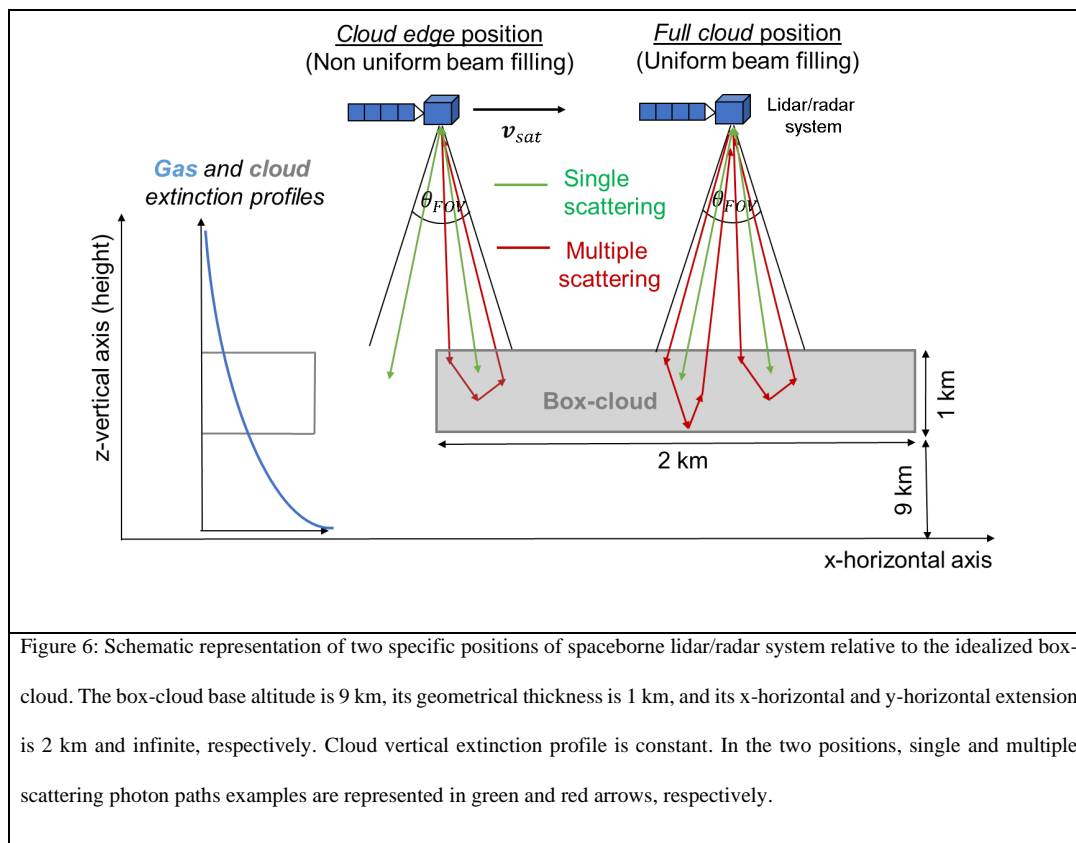 Cloud edge position
(Non uniform beam filling)
Full cloud position
(Uniform beam filling)
Lidar/radar
system
v_sat
Gas and cloud
extinction profiles
Single
scattering
θ_FOV
θ_FOV
Multiple
scattering
z-vertical axis (height)
Box-cloud
1 km
2 km
9 km
x-horizontal axis
Figure 6: Schematic representation of two specific positions of spaceborne lidar/radar system relative to the idealized box-
cloud. The box-cloud base altitude is 9 km, its geometrical thickness is 1 km, and its x-horizontal and y-horizontal extension
is 2 km and infinite, respectively. Cloud vertical extinction profile is constant. In the two positions, single and multiple
scattering photon paths examples are represented in green and red arrows, respectively.